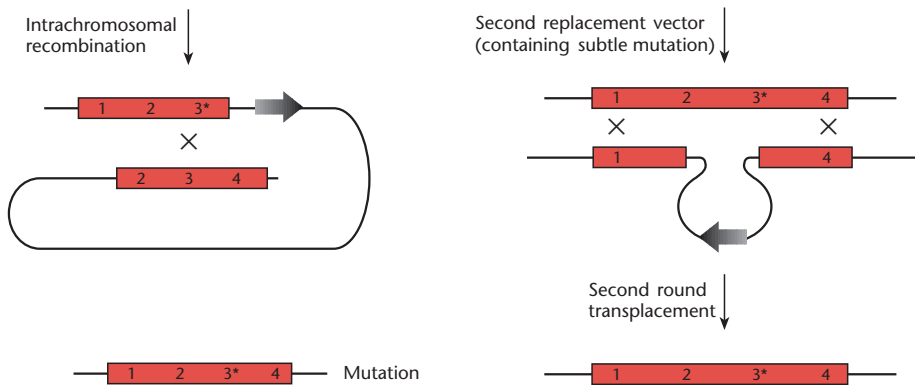 Intrachromosomal
recombination
1 2 3*
2 3 4
1 2 3* 4 Mutation
Second replacement vector
(containing subtle mutation)
1 2 3* 4
1 4
Second round
transplacement
1 2 3* 4